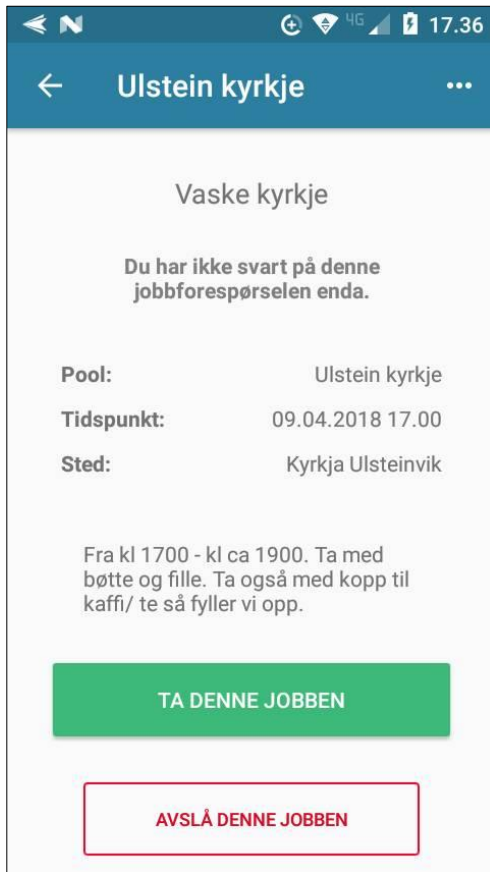 4G 17.36
Ulstein kyrkje
Vaske kyrkje
Du har ikke svart på denne
jobbforespørselen enda.
Pool: Ulstein kyrkje
Tidspunkt: 09.04.2018 17.00
Sted: Kyrkja Ulsteinvik
Fra kl 1700 - kl ca 1900. Ta med
bøtte og fille. Ta også med kopp til
kaffi/ te så fyller vi opp.
TA DENNE JOBBEN
AVSLÅ DENNE JOBBEN